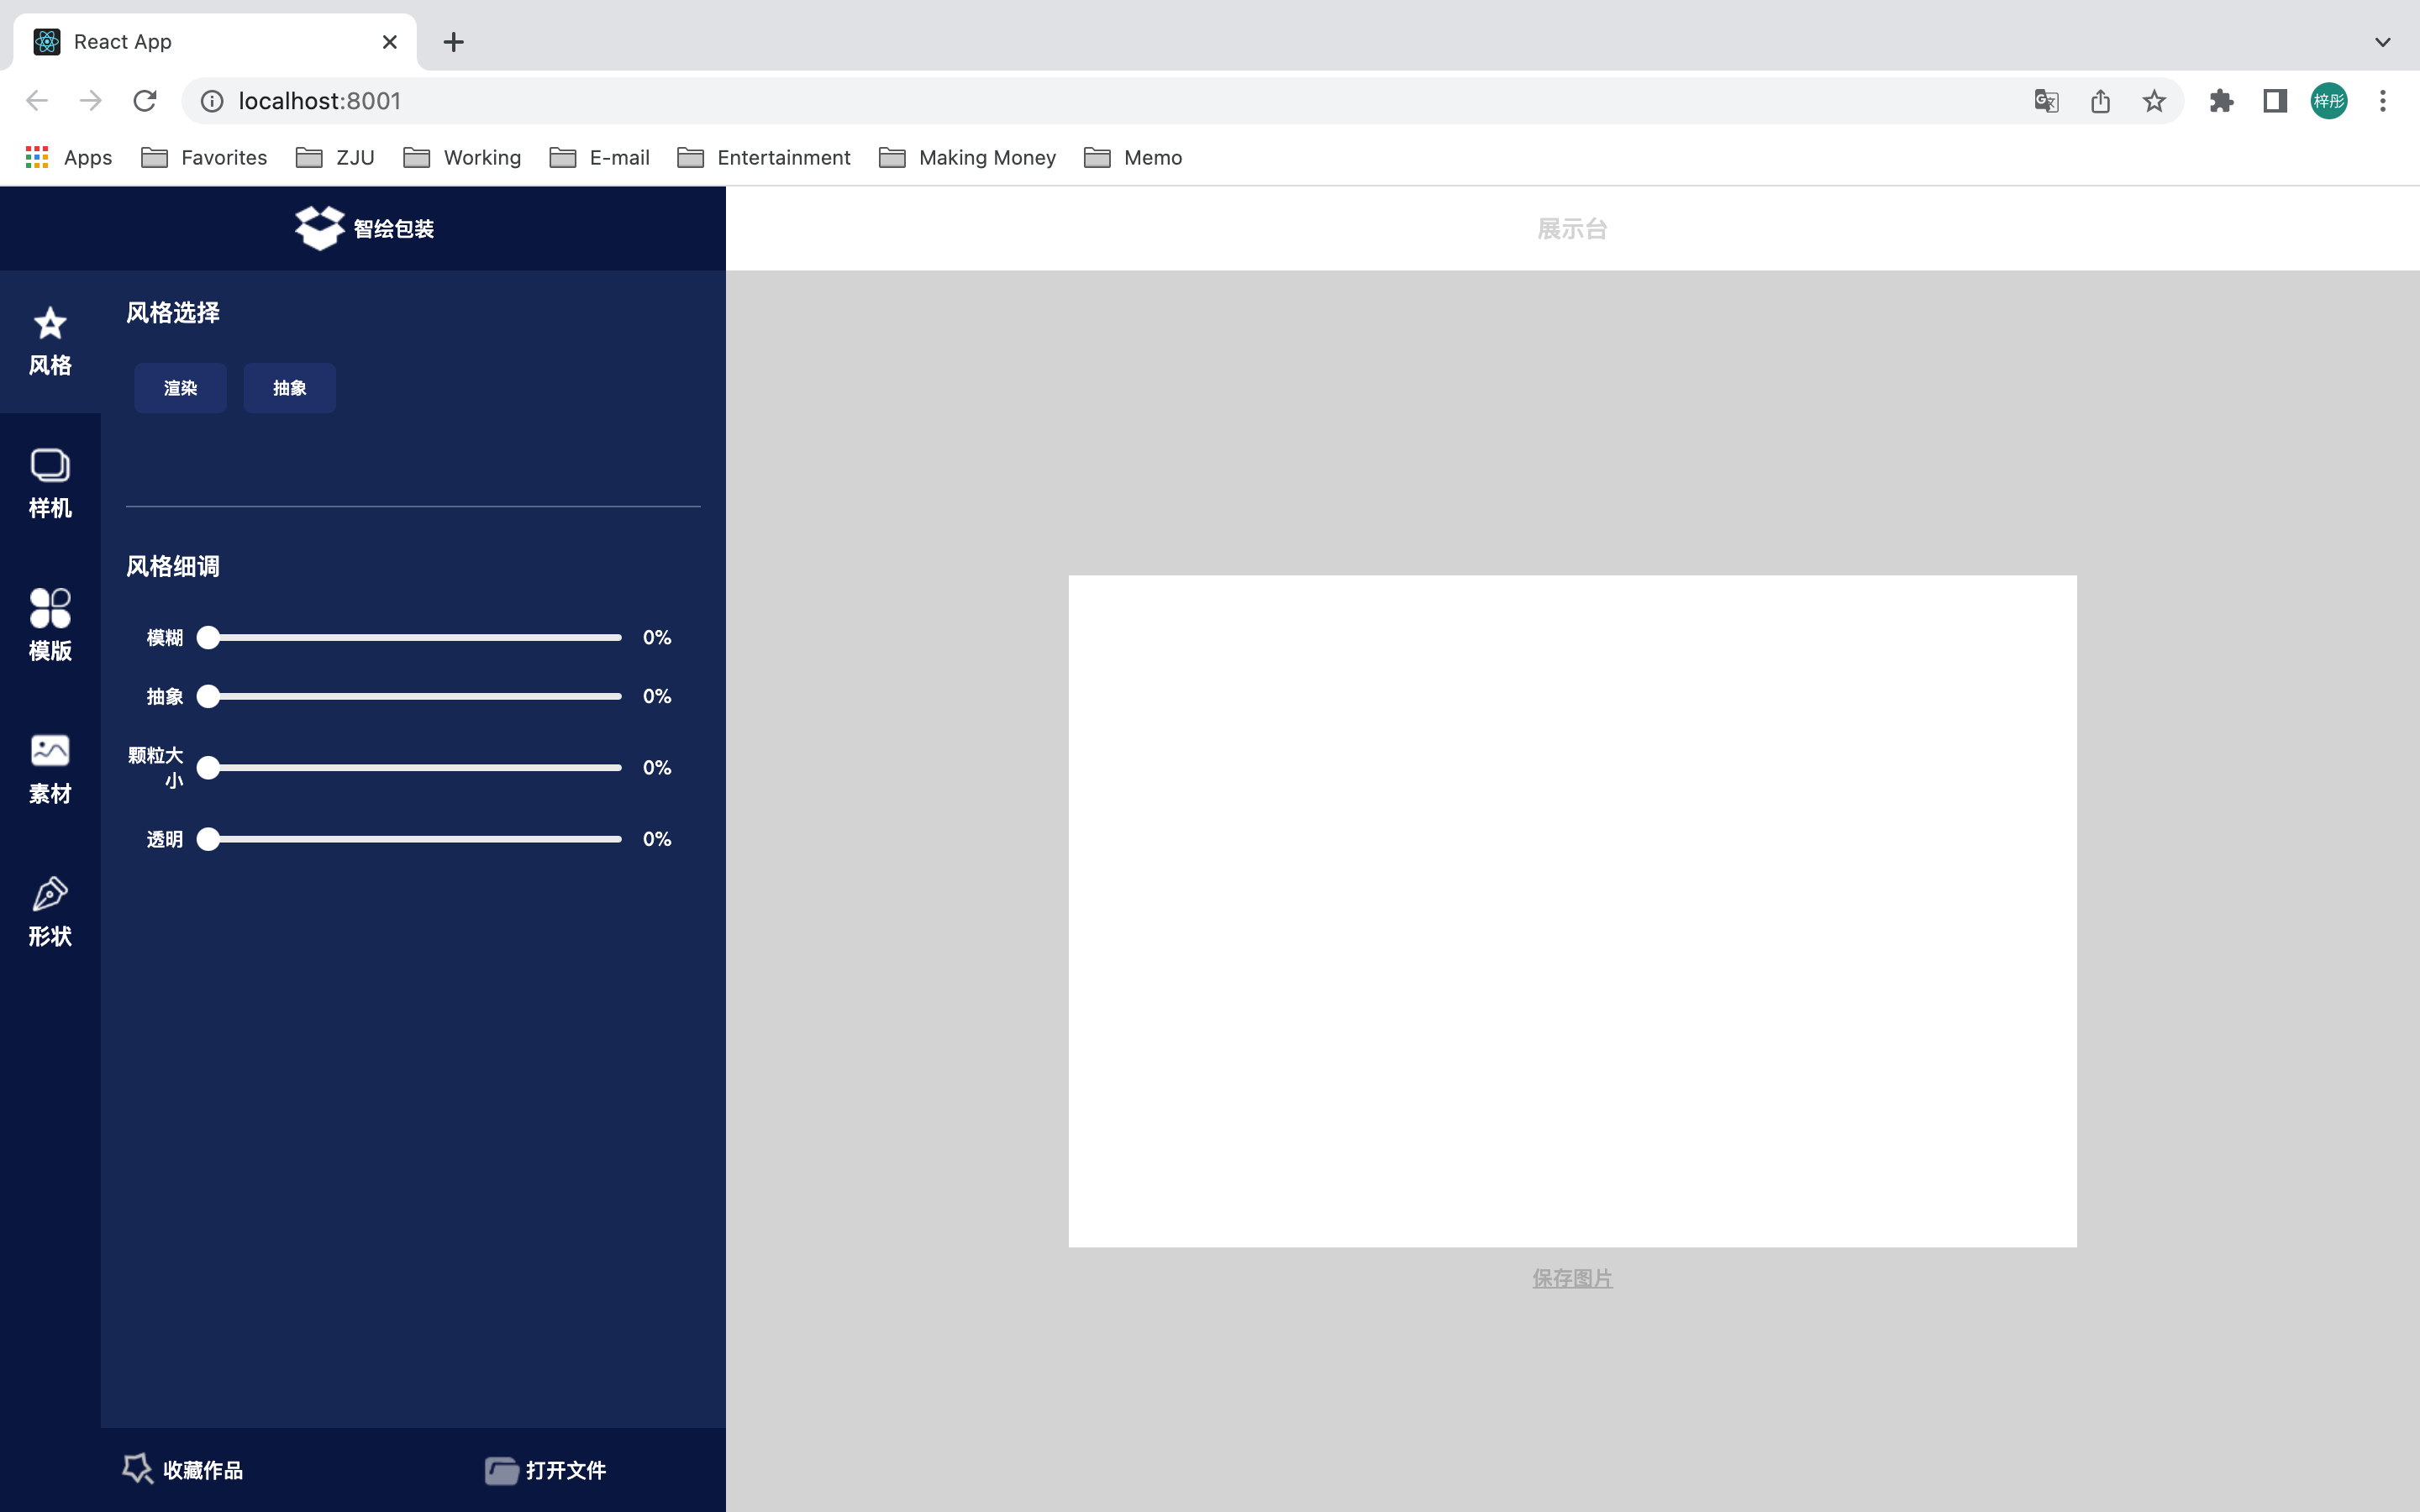 React App
localhost:8001
梓彤
Apps
Favorites
ZJU
Working
E-mail
Entertainment
Making Money
Memo
智绘包装
展示台
风格
样机
模版
素材
形状
风格选择
渲染
抽象
风格细调
模糊 0%
抽象 0%
颗粒大
小 0%
透明 0%
保存图片
收藏作品
打开文件